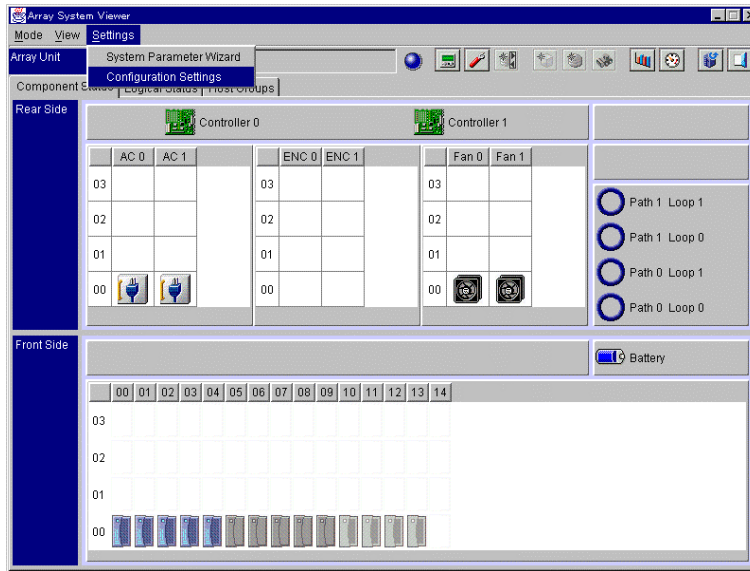 Array System Viewer
Mode View Settings
Array Unit System Parameter Wizard
Configuration Settings
Component Status Logical Status Host Groups
Rear Side Controller 0 Controller 1
AC 0 AC 1 ENC 0 ENC 1 Fan 0 Fan 1
03 03 03
02 02 02
01 01 01
00 00 00
Path 1 Loop 1
Path 1 Loop 0
Path 0 Loop 1
Path 0 Loop 0
Front Side Battery
00 01 02 03 04 05 06 07 08 09 10 11 12 13 14
03
02
01
00